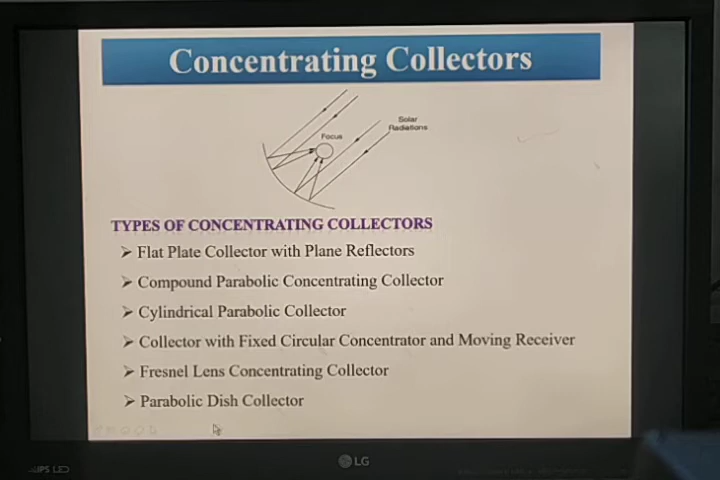 Concentrating Collectors
Solar
Radiations
Focus
TYPES OF CONCENTRATING COLLECTORS
➢ Flat Plate Collector with Plane Reflectors
➢ Compound Parabolic Concentrating Collector
➢ Cylindrical Parabolic Collector
➢ Collector with Fixed Circular Concentrator and Moving Receiver
➢ Fresnel Lens Concentrating Collector
➢ Parabolic Dish Collector
LG
IPS LED